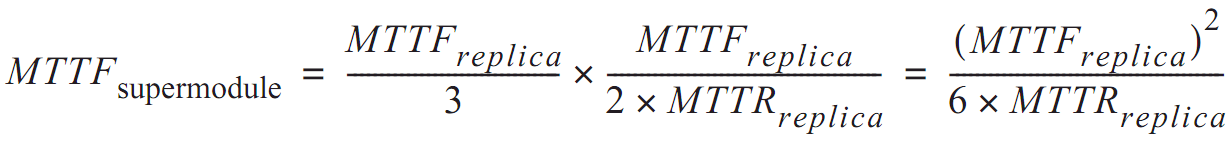 MTTF_supermodule = MTTF_replica / 3 × MTTF_replica / (2 × MTTR_replica) = (MTTF_replica)^2 / (6 × MTTR_replica)